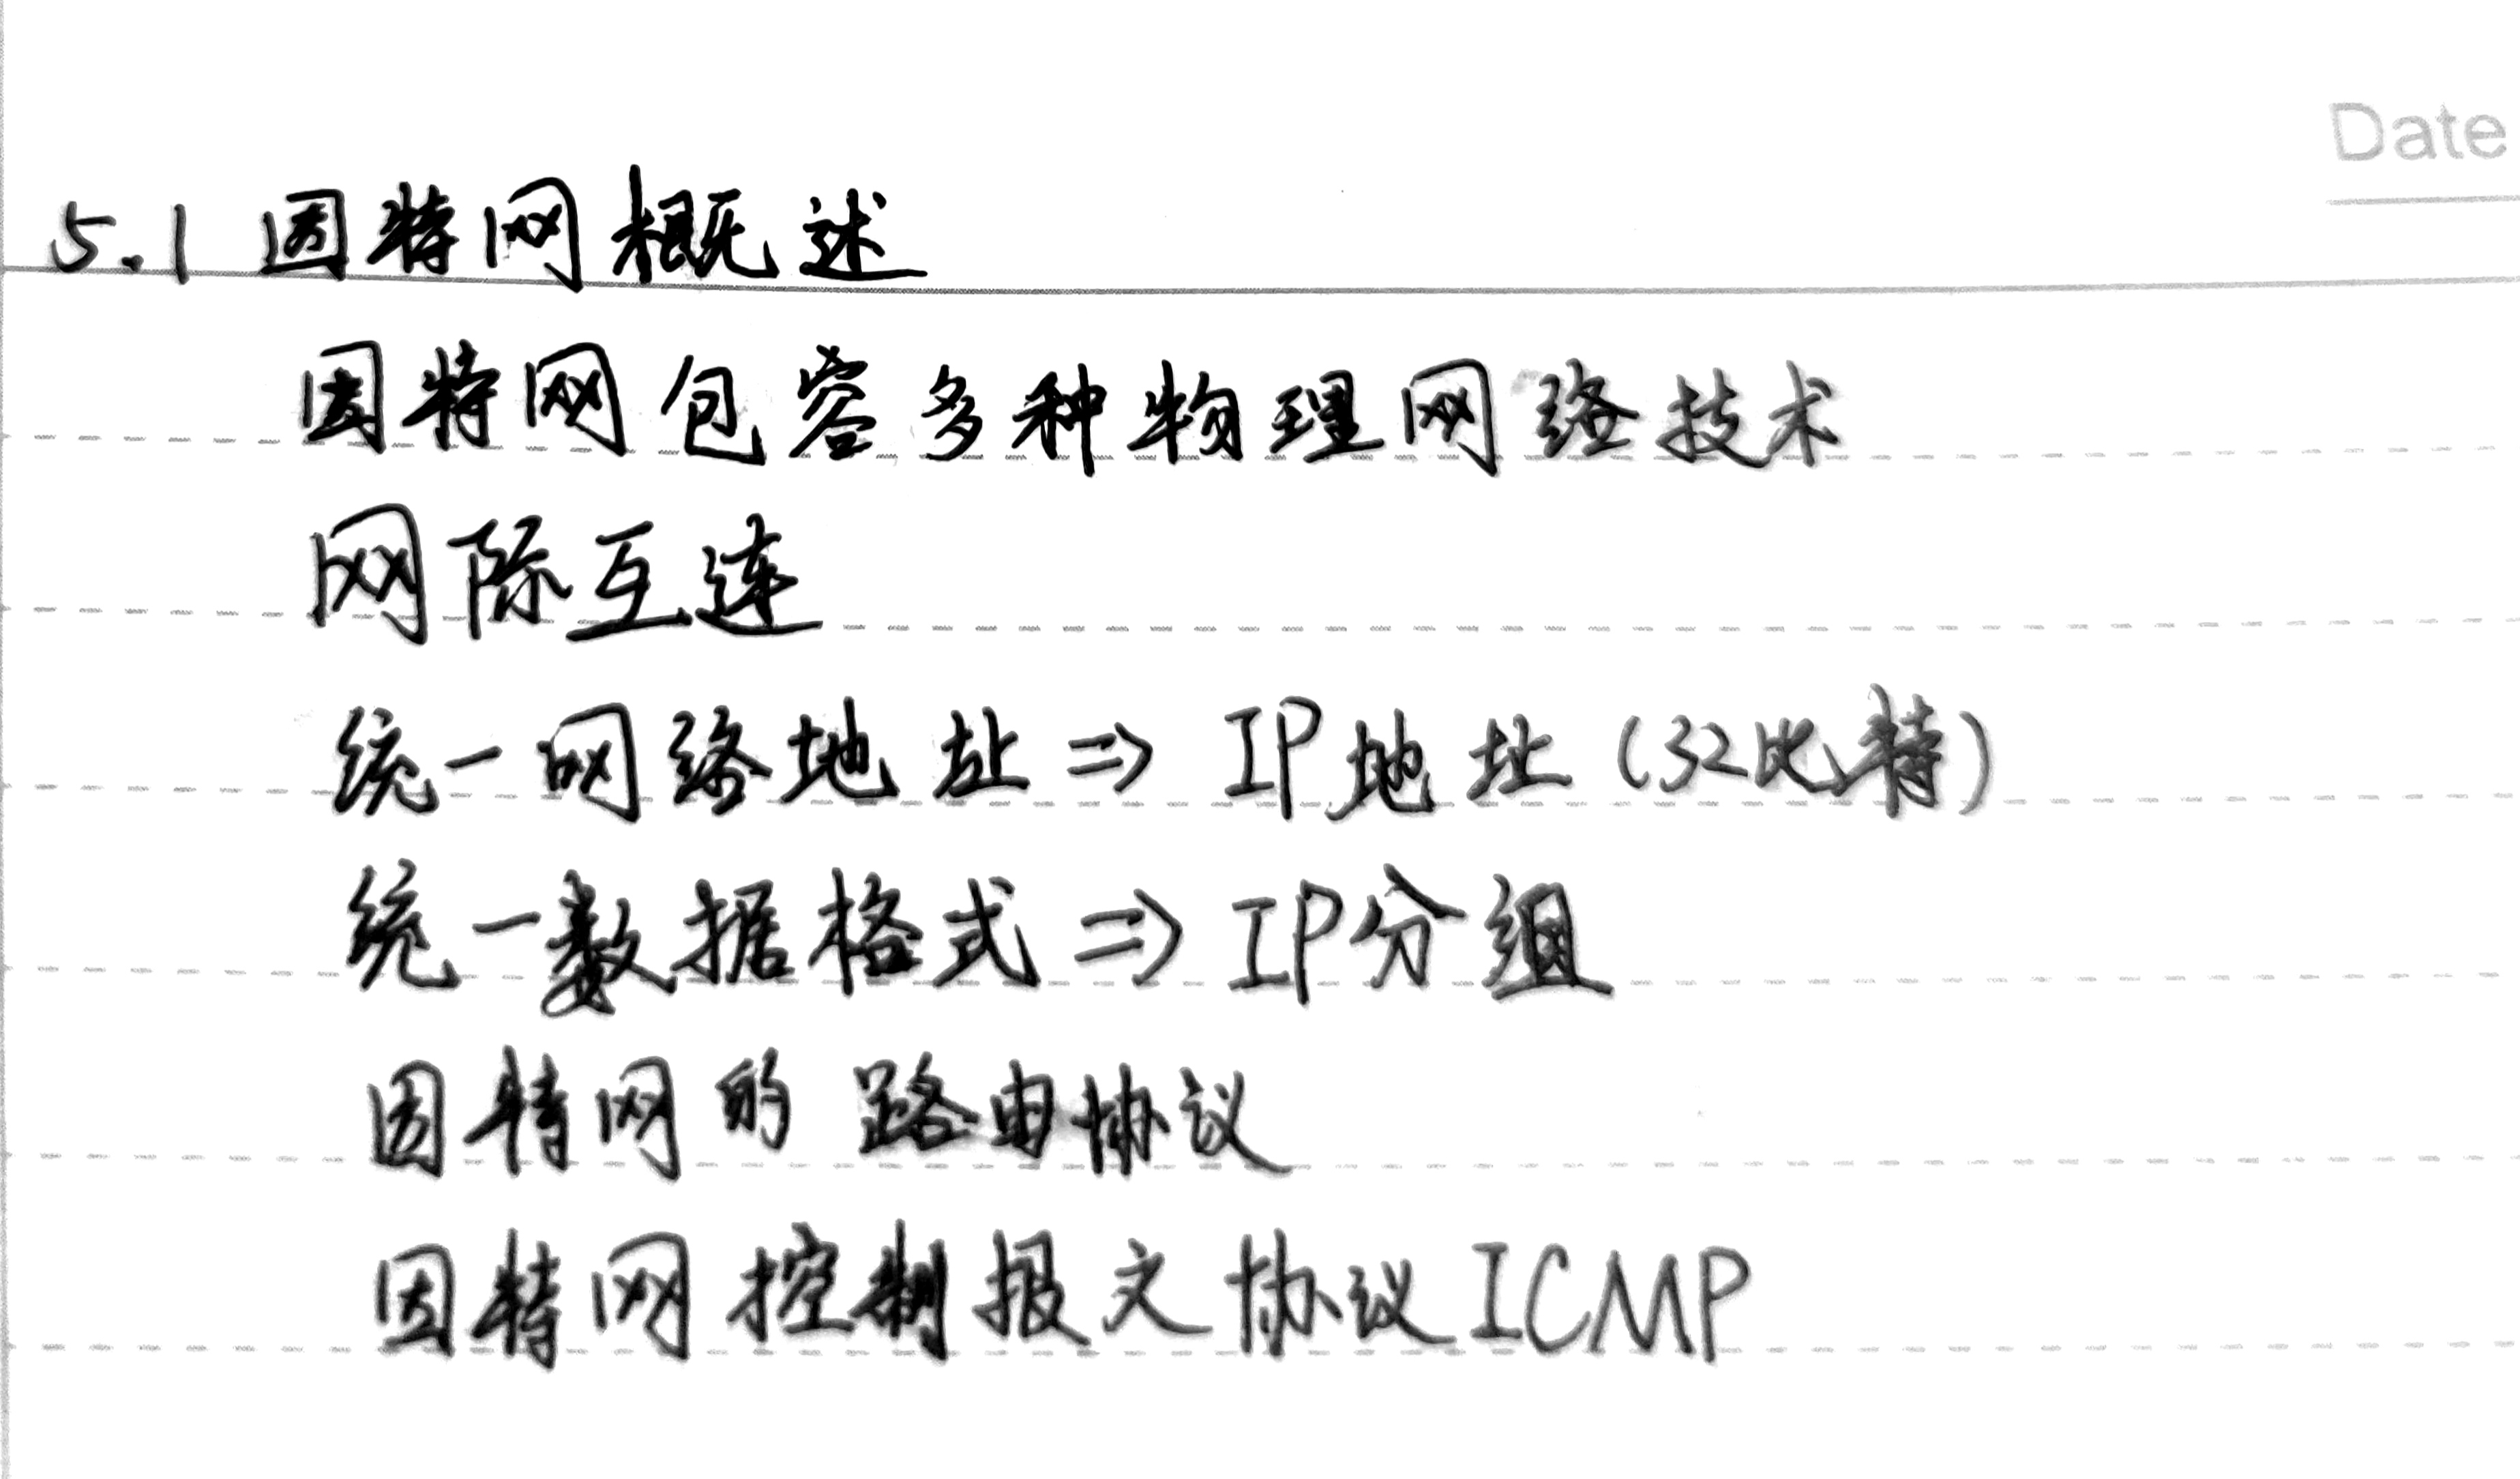 Date
5.1 因特网概述
因特网包容多种物理网络技术
网际互连
统一网络地址 ⇒ IP地址 (32比特)
统一数据格式 ⇒ IP分组
因特网的路由协议
因特网控制报文协议ICMP